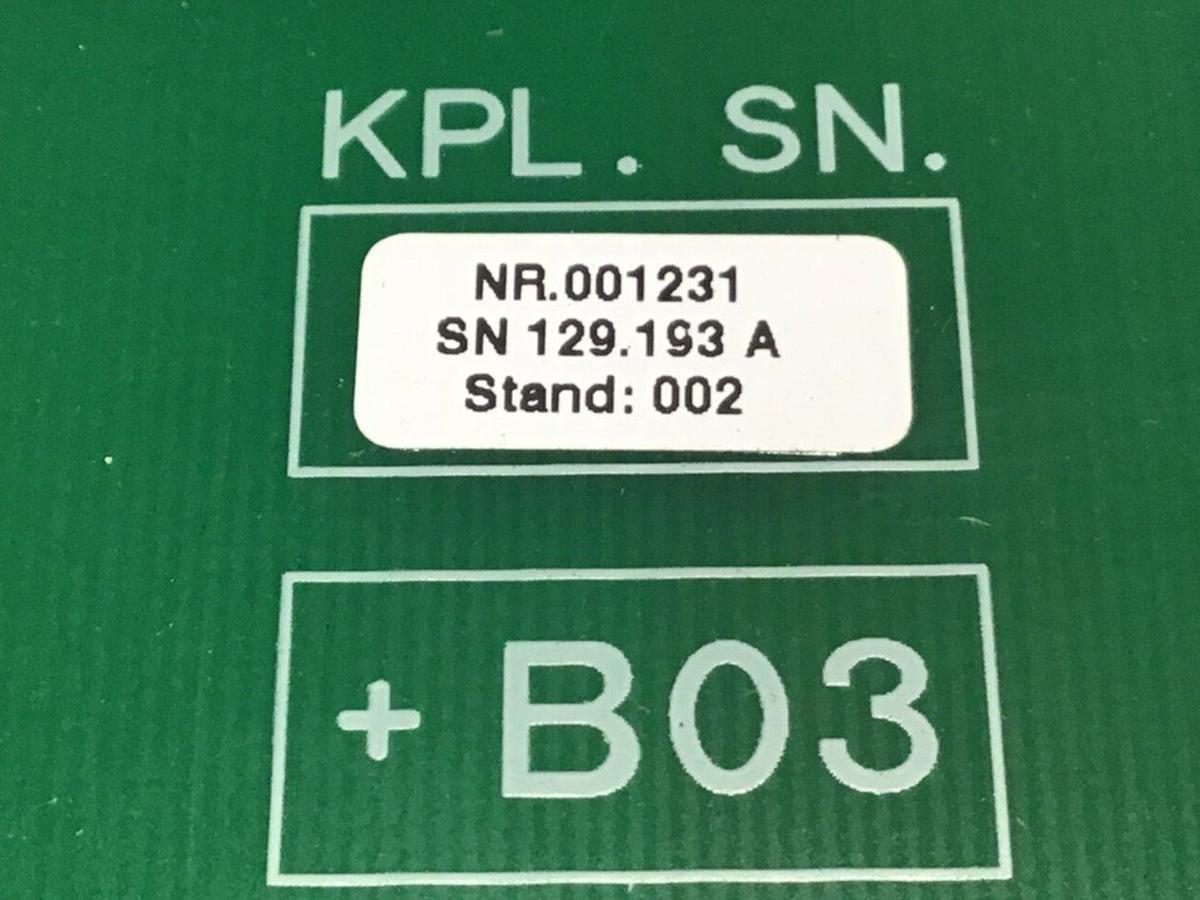 KPL. SN.
NR.001231
SN 129.193 A
Stand: 002
+ B03